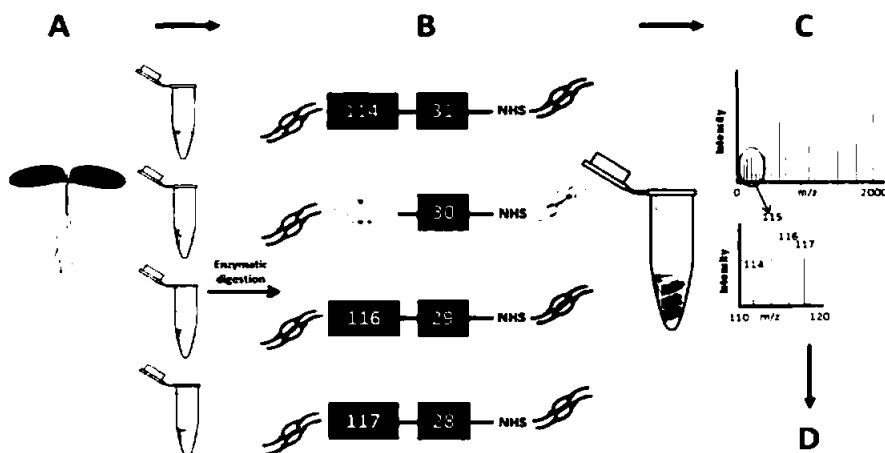 A
B
C
114 31 NHS
30 NHS
Enzymatic
digestion
116 29 NHS
117 28 NHS
Intensity
0 m/z 2000
115
116
117
114
Intensity
110 m/z 120
D